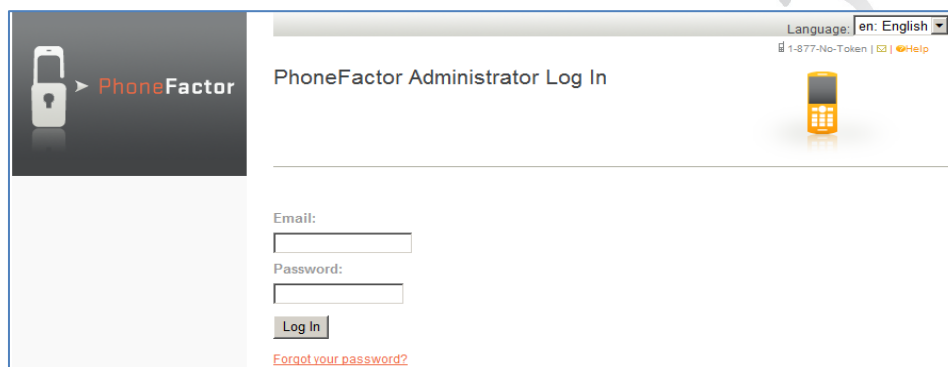 Language: en: English
1-877-No-Token | | Help
PhoneFactor
PhoneFactor Administrator Log In
Email:
Password:
Log In
Forgot your password?